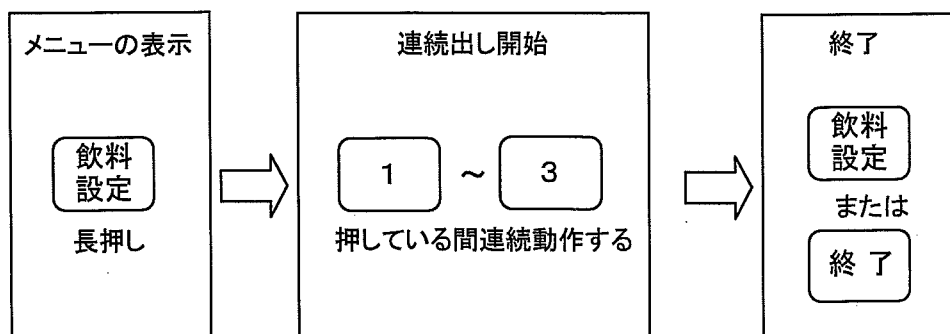 メニューの表示
飲料
設定
長押し
連続出し開始
1 ~ 3
押している間連続動作する
終了
飲料
設定
または
終 了